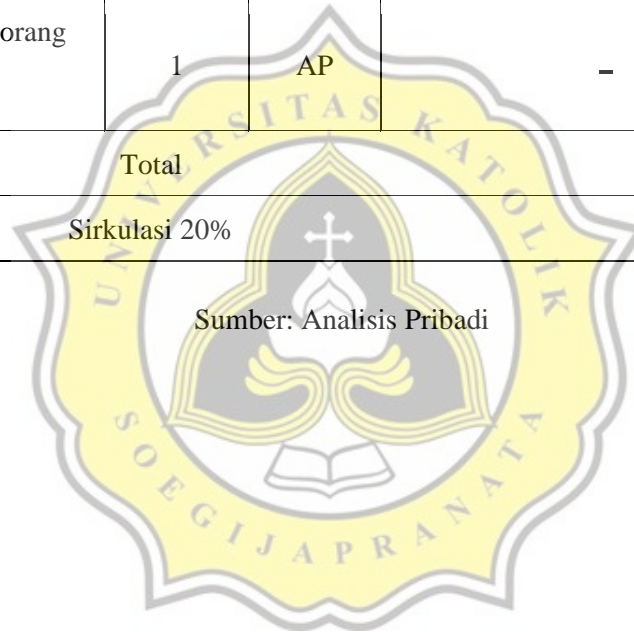 orang
1 AP -
Total
Sirkulasi 20%
Sumber: Analisis Pribadi
UNIVERSITAS KATOLIK
SOEGIJAPRANATA